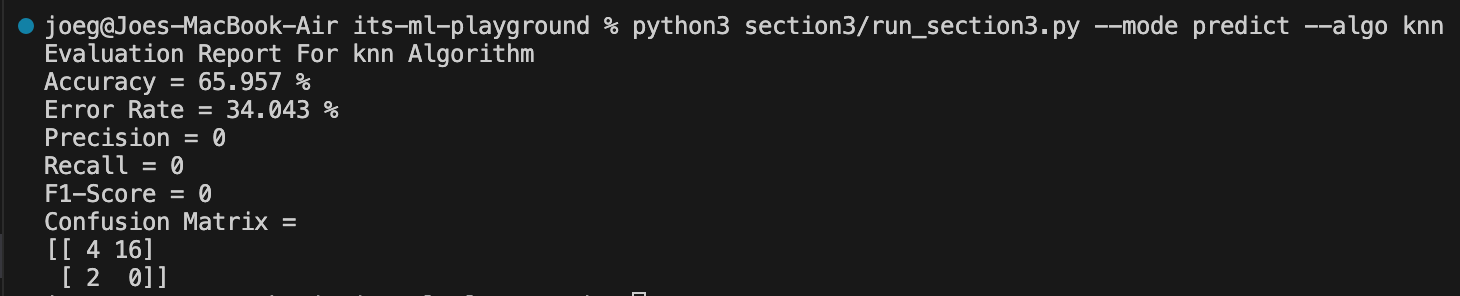 joeg@Joes-MacBook-Air its-ml-playground % python3 section3/run_section3.py --mode predict --algo knn
Evaluation Report For knn Algorithm
Accuracy = 65.957 %
Error Rate = 34.043 %
Precision = 0
Recall = 0
F1-Score = 0
Confusion Matrix =
[[ 4 16]
 [ 2  0]]